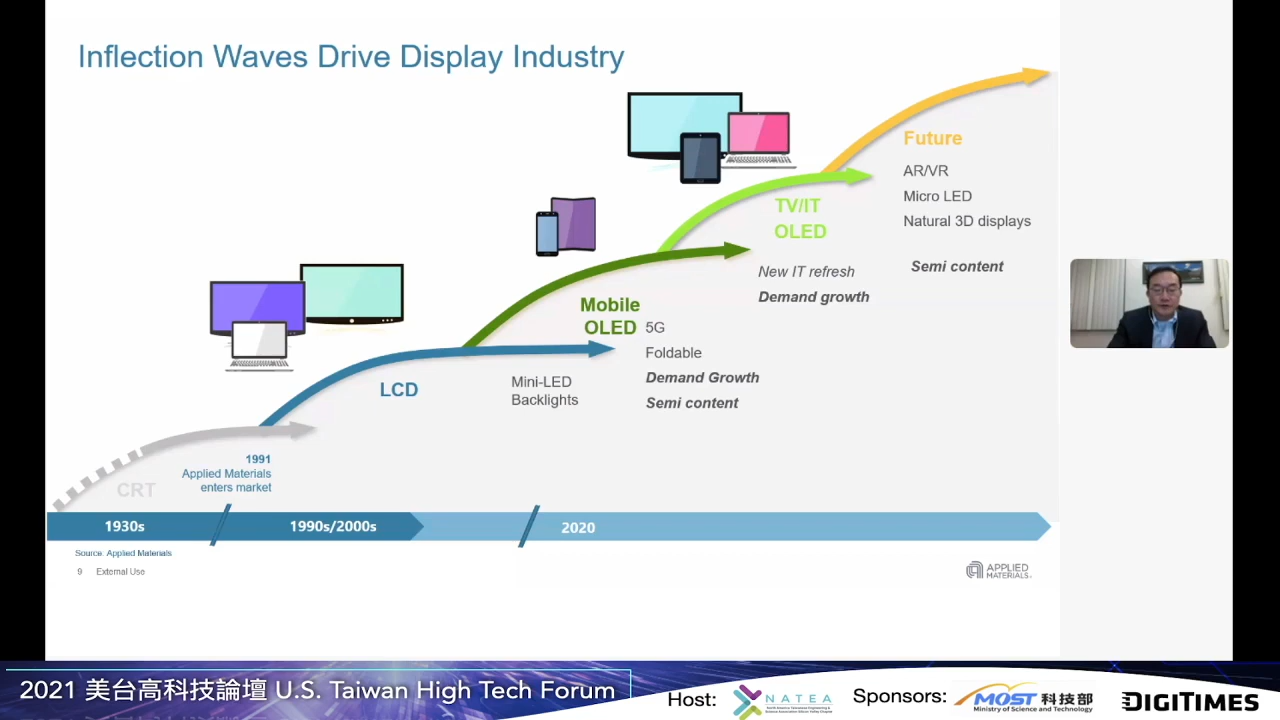 Inflection Waves Drive Display Industry
Future
AR/VR
Micro LED
Natural 3D displays
Semi content
TV/IT
OLED
New IT refresh
Demand growth
Mobile
OLED
5G
Foldable
Demand Growth
Semi content
LCD
Mini-LED
Backlights
1991
Applied Materials
enters market
CRT
1930s
1990s/2000s
2020
Source: Applied Materials
9 External Use
APPLIED
MATERIALS
2021 美台高科技論壇 U.S. Taiwan High Tech Forum
Host:
NATEA
Sponsors:
MOST 科技部
Ministry of Science and Technology
DIGITIMES